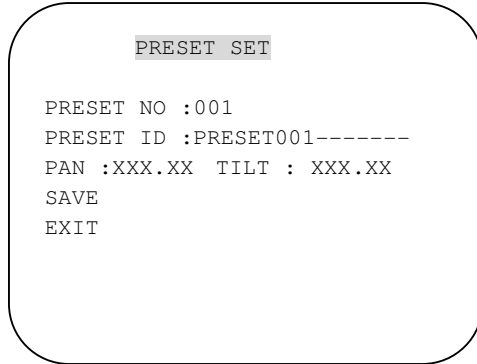 PRESET SET
PRESET NO :001
PRESET ID :PRESET001-------
PAN :XXX.XX TILT : XXX.XX
SAVE
EXIT